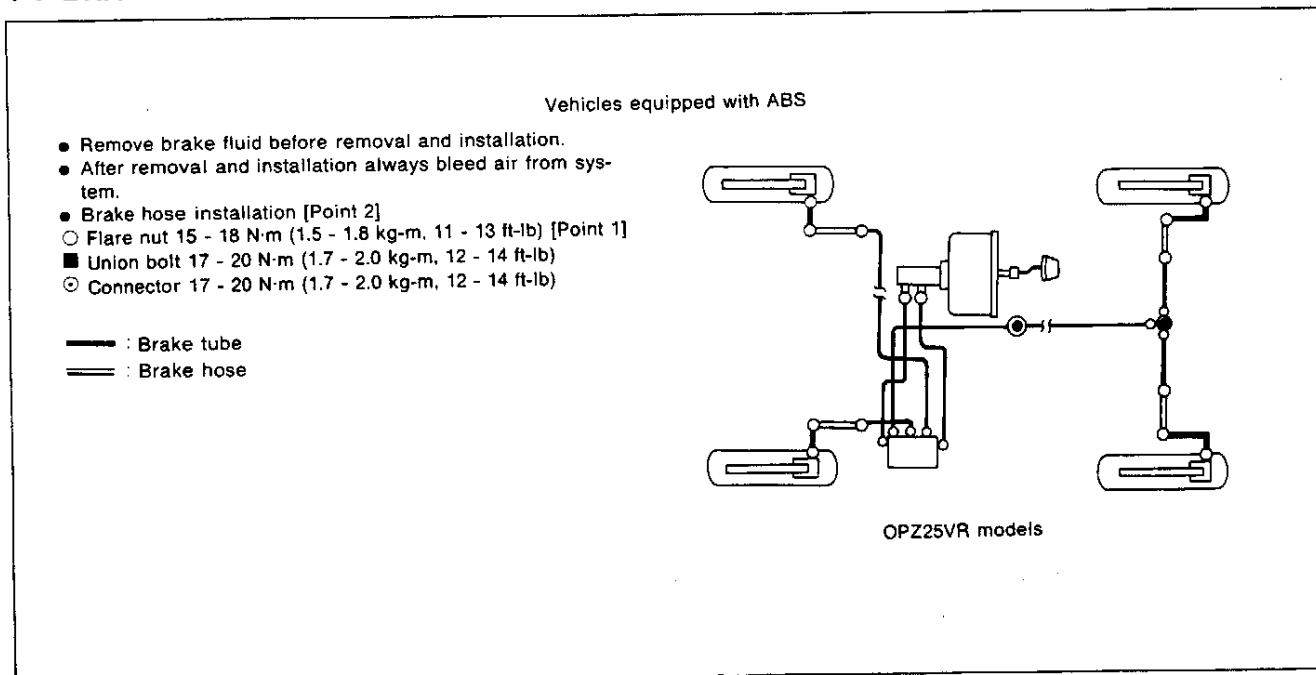 Vehicles equipped with ABS
● Remove brake fluid before removal and installation.
● After removal and installation always bleed air from sys-
tem.
● Brake hose installation [Point 2]
○ Flare nut 15 - 18 N·m (1.5 - 1.8 kg-m, 11 - 13 ft-lb) [Point 1]
■ Union bolt 17 - 20 N·m (1.7 - 2.0 kg-m, 12 - 14 ft-lb)
⊙ Connector 17 - 20 N·m (1.7 - 2.0 kg-m, 12 - 14 ft-lb)
: Brake tube
: Brake hose
OPZ25VR models